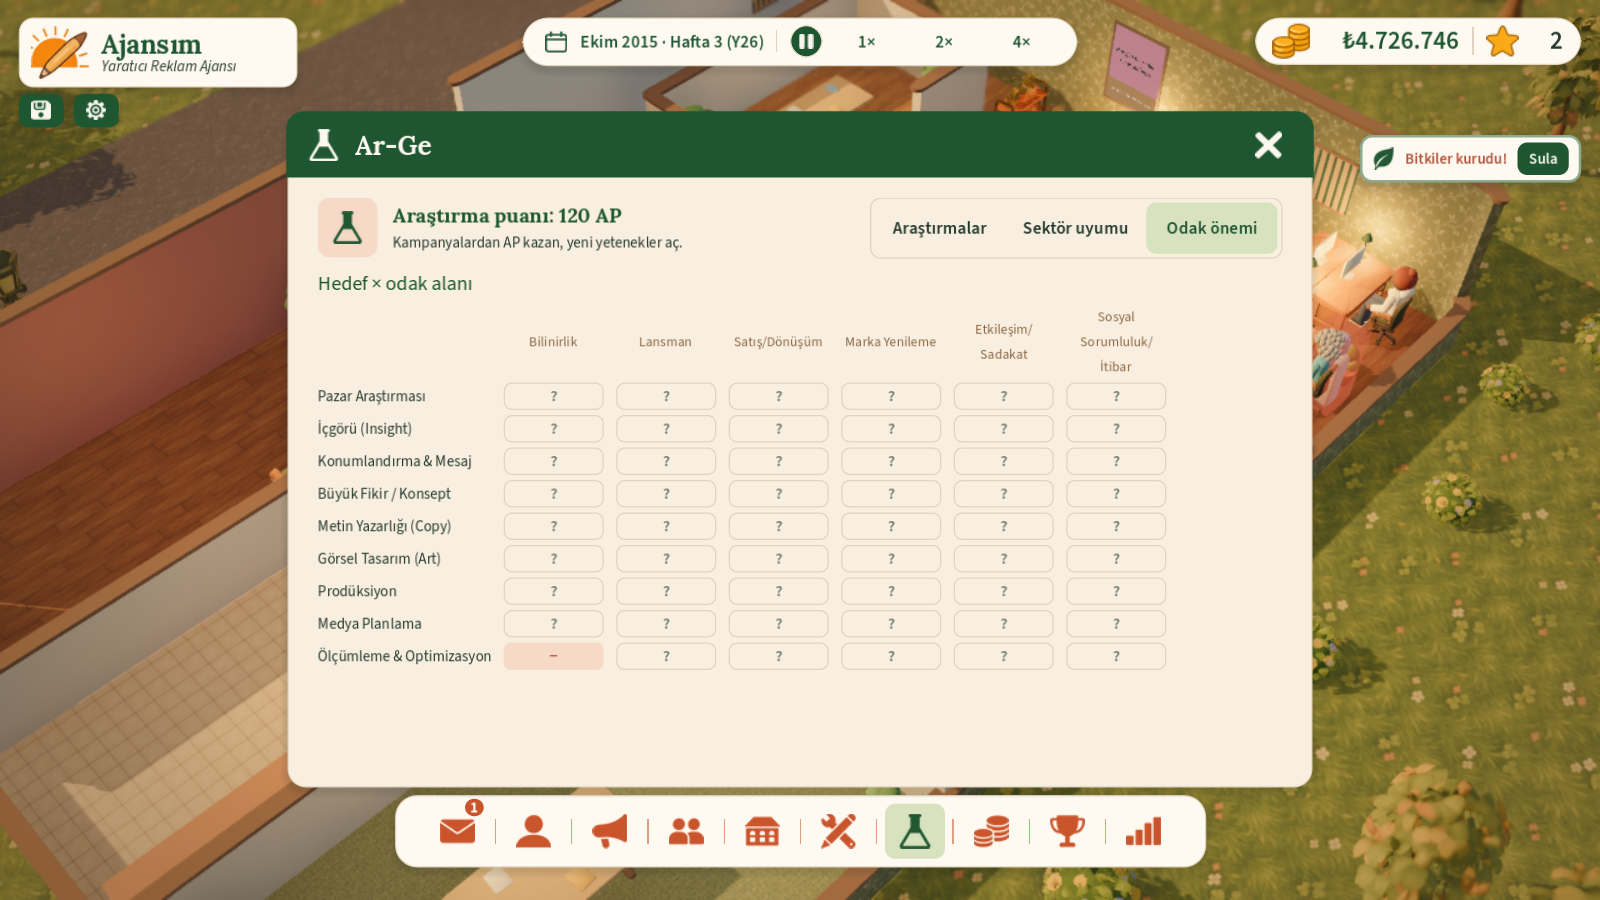 Ajansım
Yaratıcı Reklam Ajansı
Ekim 2015 · Hafta 3 (Y26)
1×
2×
4×
₺4.726.746
2
Bitkiler kurudu!
Sula
Ar-Ge
Araştırma puanı: 120 AP
Kampanyalardan AP kazan, yeni yetenekler aç.
Araştırmalar
Sektör uyumu
Odak önemi
Hedef × odak alanı
Bilinirlik
Lansman
Satış/Dönüşüm
Marka Yenileme
Etkileşim/
Sadakat
Sosyal
Sorumluluk/
İtibar
Pazar Araştırması ? ? ? ? ? ?
İçgörü (Insight) ? ? ? ? ? ?
Konumlandırma & Mesaj ? ? ? ? ? ?
Büyük Fikir / Konsept ? ? ? ? ? ?
Metin Yazarlığı (Copy) ? ? ? ? ? ?
Görsel Tasarım (Art) ? ? ? ? ? ?
Prodüksiyon ? ? ? ? ? ?
Medya Planlama ? ? ? ? ? ?
Ölçümleme & Optimizasyon – ? ? ? ? ?
1